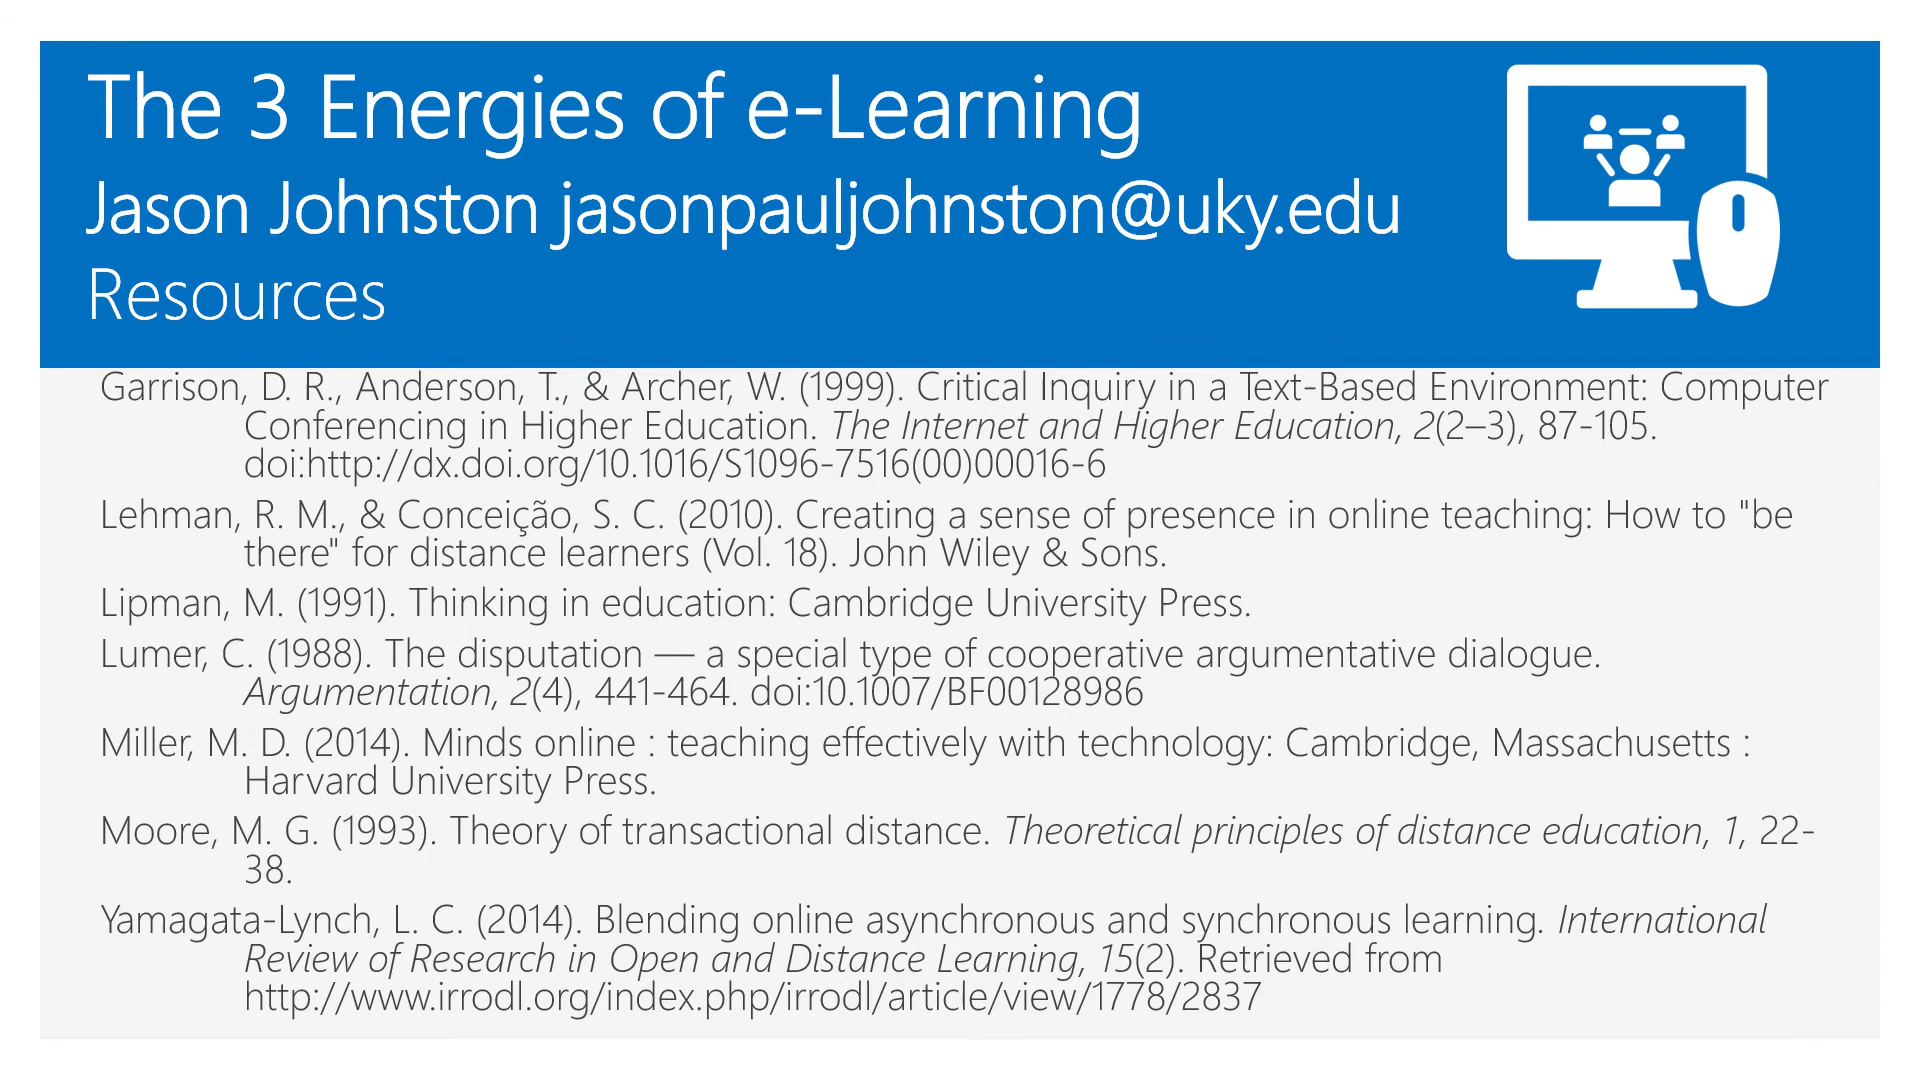 The 3 Energies of e-Learning
Jason Johnston jasonpauljohnston@uky.edu
Resources
Garrison, D. R., Anderson, T., & Archer, W. (1999). Critical Inquiry in a Text-Based Environment: Computer
Conferencing in Higher Education. The Internet and Higher Education, 2(2–3), 87-105.
doi:http://dx.doi.org/10.1016/S1096-7516(00)00016-6
Lehman, R. M., & Conceição, S. C. (2010). Creating a sense of presence in online teaching: How to "be
there" for distance learners (Vol. 18). John Wiley & Sons.
Lipman, M. (1991). Thinking in education: Cambridge University Press.
Lumer, C. (1988). The disputation — a special type of cooperative argumentative dialogue.
Argumentation, 2(4), 441-464. doi:10.1007/BF00128986
Miller, M. D. (2014). Minds online : teaching effectively with technology: Cambridge, Massachusetts :
Harvard University Press.
Moore, M. G. (1993). Theory of transactional distance. Theoretical principles of distance education, 1, 22-
38.
Yamagata-Lynch, L. C. (2014). Blending online asynchronous and synchronous learning. International
Review of Research in Open and Distance Learning, 15(2). Retrieved from
http://www.irrodl.org/index.php/irrodl/article/view/1778/2837